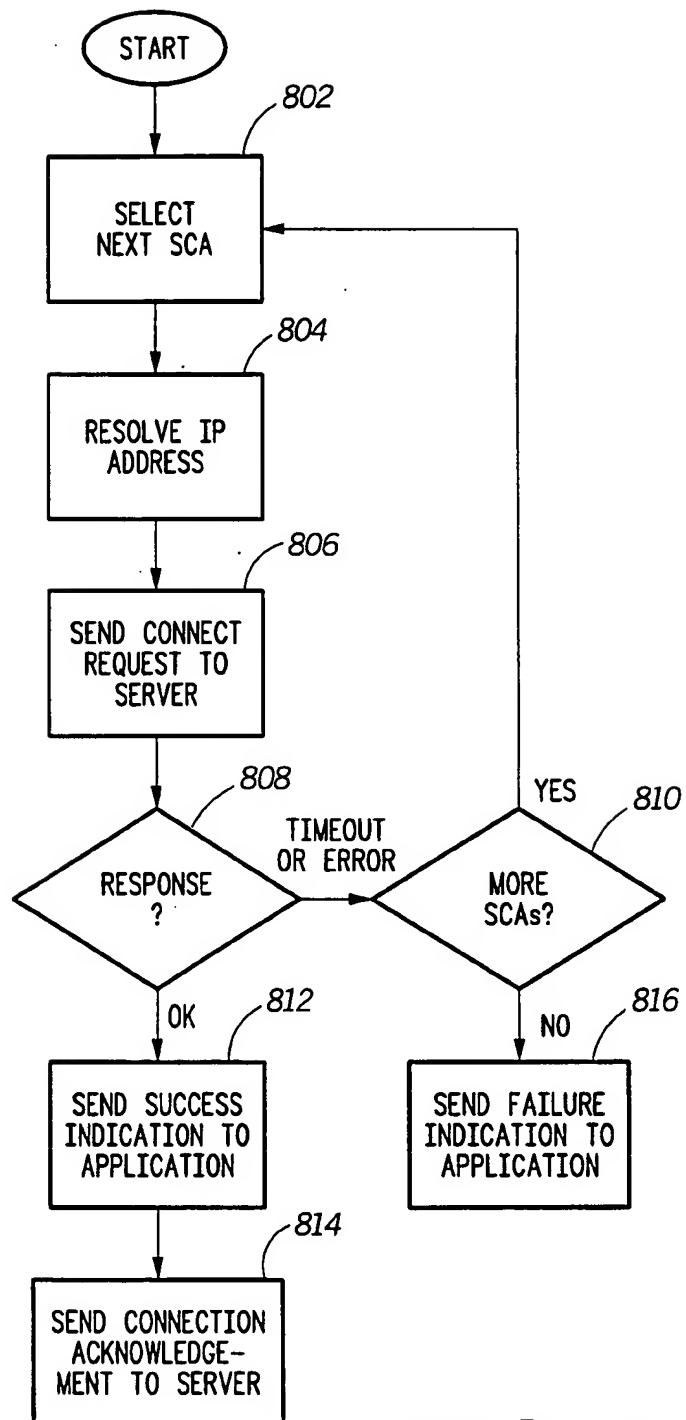 START
802
SELECT
NEXT SCA
804
RESOLVE IP
ADDRESS
806
SEND CONNECT
REQUEST TO
SERVER
808
RESPONSE
?
TIMEOUT
OR ERROR
YES
810
MORE
SCAs?
OK
812
SEND SUCCESS
INDICATION TO
APPLICATION
NO
816
SEND FAILURE
INDICATION TO
APPLICATION
814
SEND CONNECTION
ACKNOWLEDGE-
MENT TO SERVER